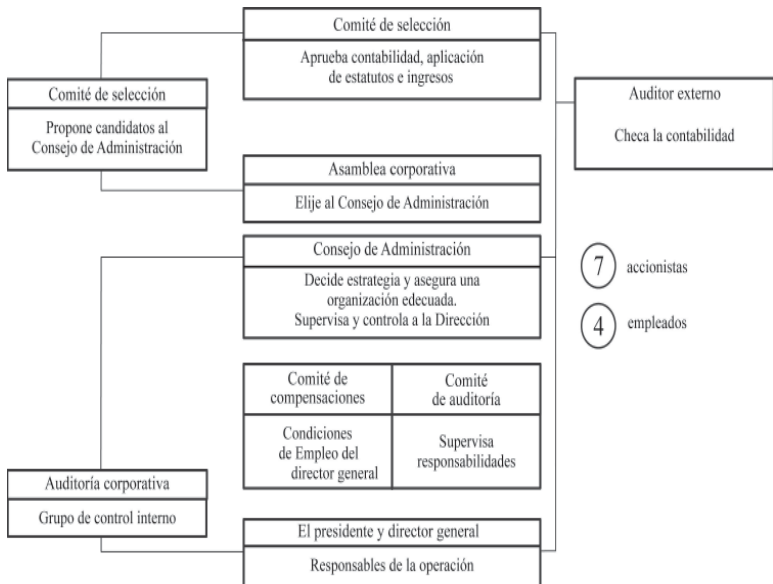 Comité de selección
Aprueba contabilidad, aplicación
de estatutos e ingresos
Comité de selección
Propone candidatos al
Consejo de Administración
Auditor externo
Checa la contabilidad
Asamblea corporativa
Elije al Consejo de Administración
Consejo de Administración
Decide estrategia y asegura una
organización edecuada.
Supervisa y controla a la Dirección
7 accionistas
4 empleados
Comité de
compensaciones
Condiciones
de Empleo del
director general
Comité
de auditoría
Supervisa
responsabilidades
Auditoría corporativa
Grupo de control interno
El presidente y director general
Responsables de la operación